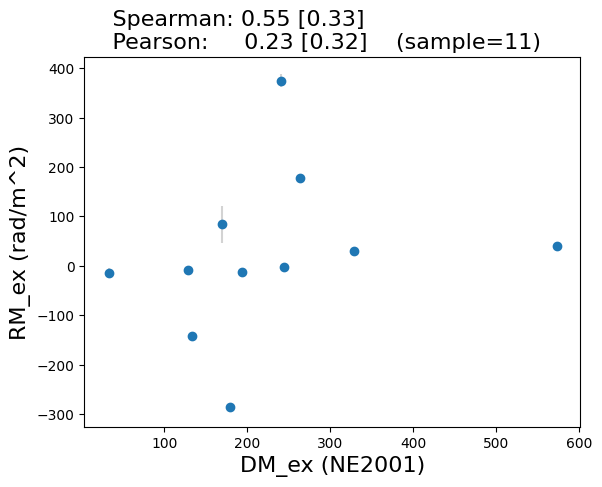 Spearman: 0.55 [0.33]
Pearson: 0.23 [0.32] (sample=11)
400
300
200
100
0
−100
−200
−300
RM_ex (rad/m^2)
100 200 300 400 500 600
DM_ex (NE2001)